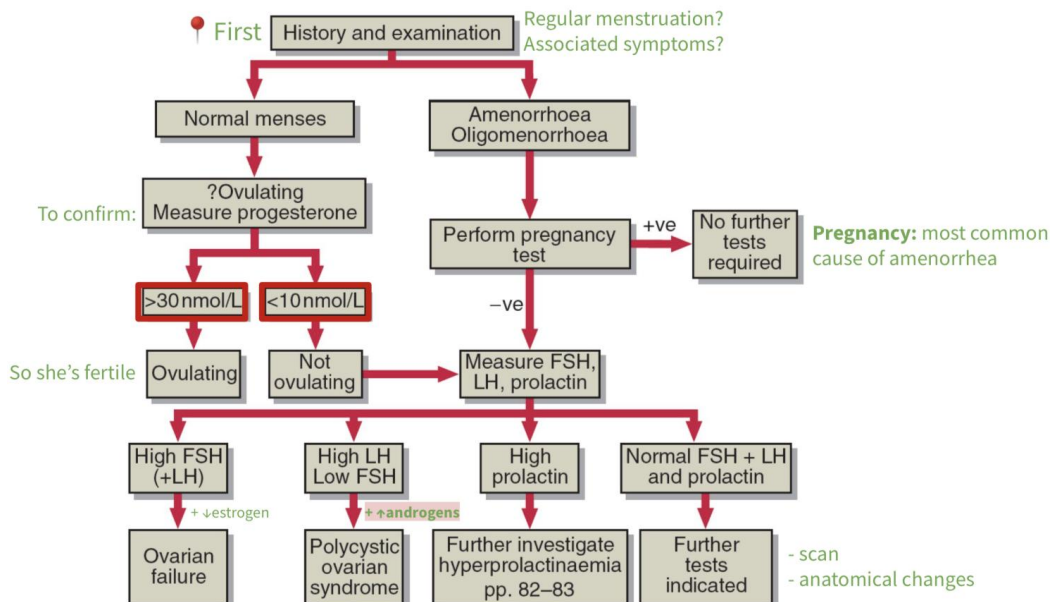 First
History and examination
Regular menstruation?
Associated symptoms?
Normal menses
Amenorrhoea
Oligomenorrhoea
To confirm:
?Ovulating
Measure progesterone
Perform pregnancy
test
+ve
No further
tests
required
Pregnancy: most common
cause of amenorrhea
>30 nmol/L
<10 nmol/L
–ve
So she's fertile
Ovulating
Not
ovulating
Measure FSH,
LH, prolactin
High FSH
(+LH)
High LH
Low FSH
High
prolactin
Normal FSH + LH
and prolactin
+ ↓estrogen
+ ↑androgens
Ovarian
failure
Polycystic
ovarian
syndrome
Further investigate
hyperprolactinaemia
pp. 82–83
Further
tests
indicated
- scan
- anatomical changes